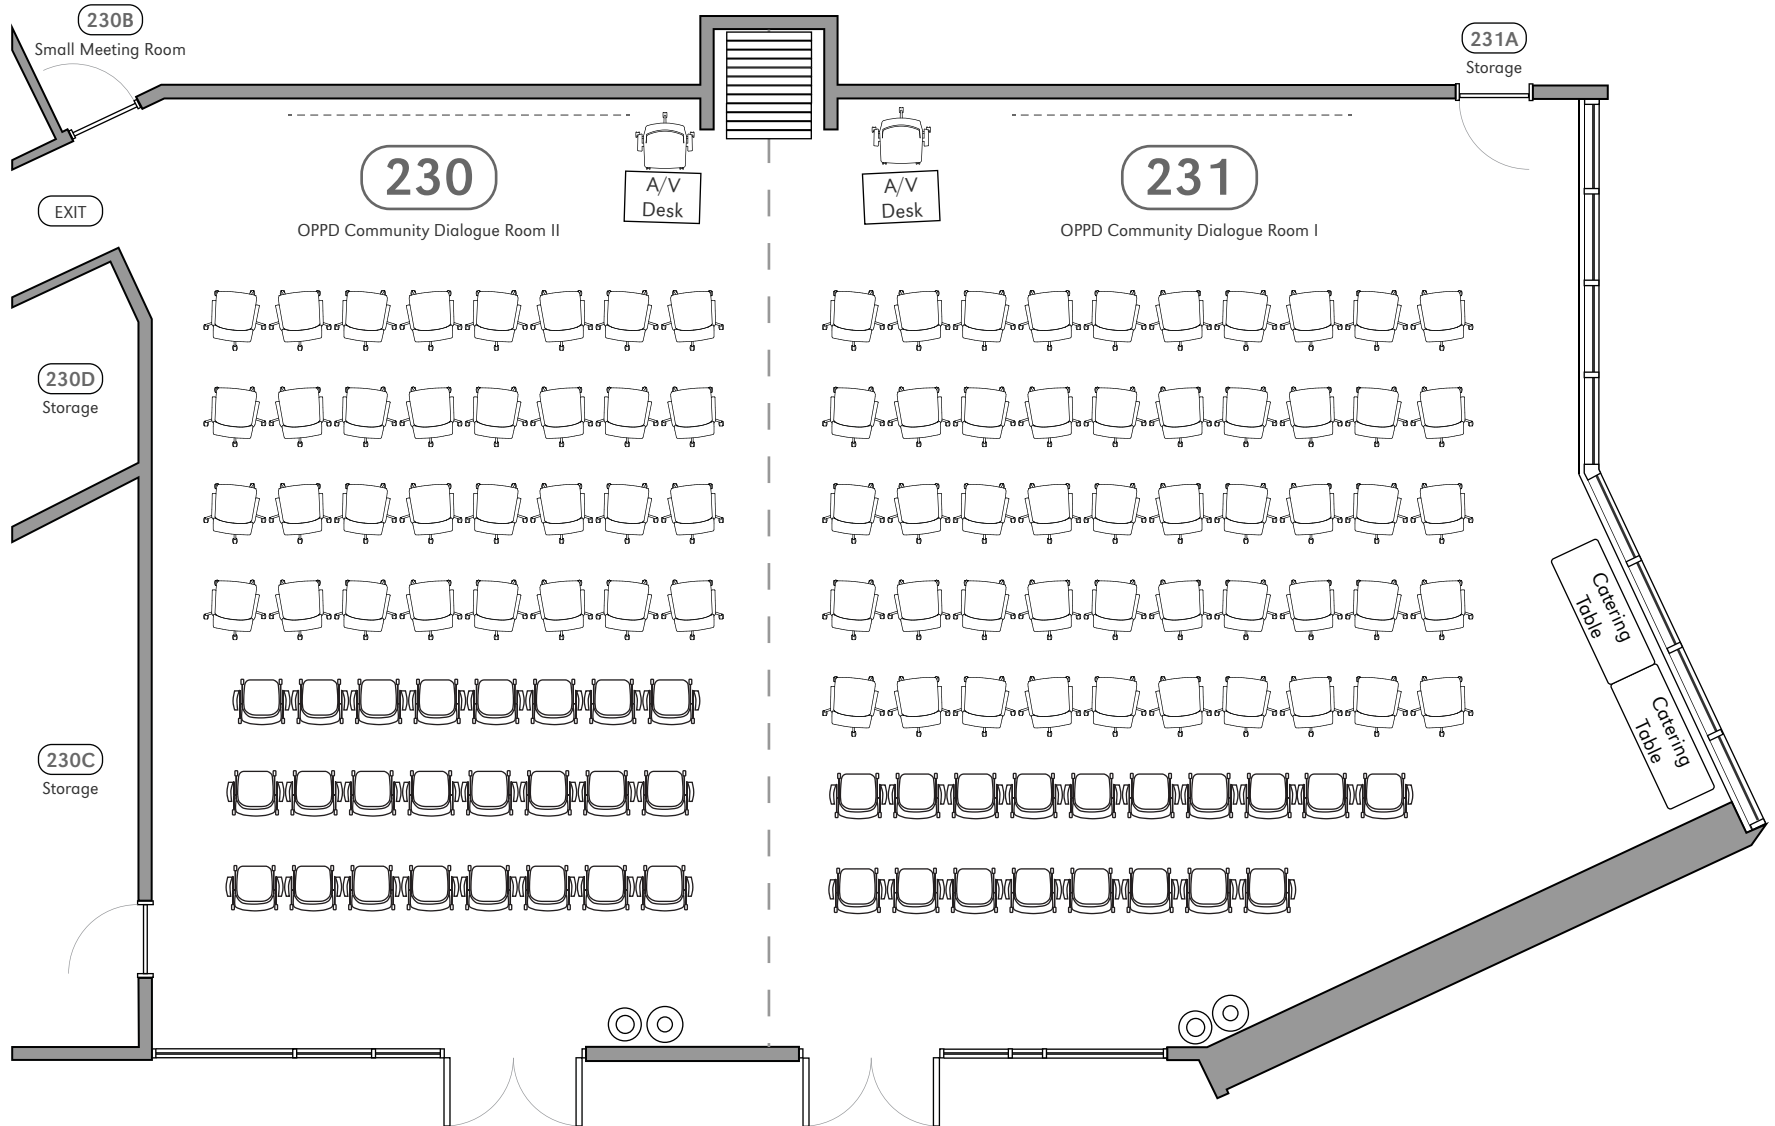 230B
Small Meeting Room
231A
Storage
230
OPPD Community Dialogue Room II
A/V
Desk
A/V
Desk
231
OPPD Community Dialogue Room I
EXIT
230D
Storage
230C
Storage
Catering
Table
Catering
Table